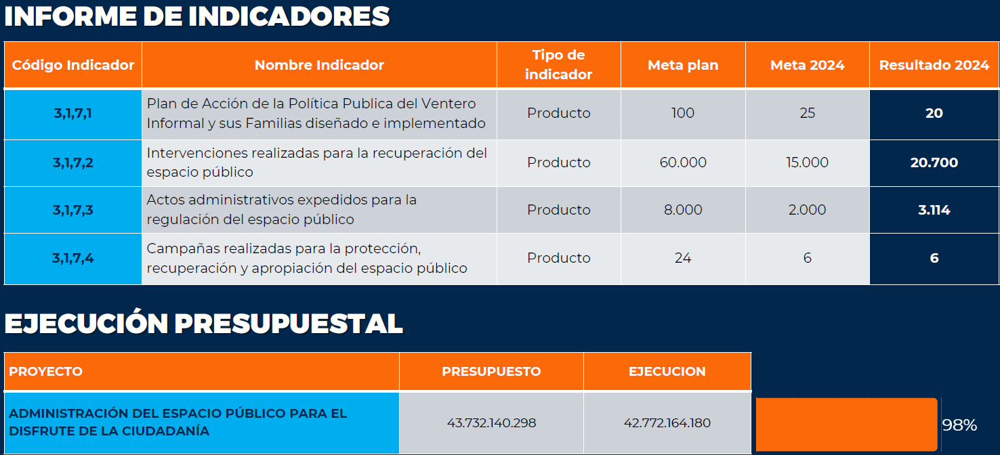 INFORME DE INDICADORES
Código Indicador Nombre Indicador Tipo de indicador Meta plan Meta 2024 Resultado 2024
3,1,7,1 Plan de Acción de la Política Publica del Ventero Informal y sus Familias diseñado e implementado Producto 100 25 20
3,1,7,2 Intervenciones realizadas para la recuperación del espacio público Producto 60.000 15.000 20.700
3,1,7,3 Actos administrativos expedidos para la regulación del espacio público Producto 8.000 2.000 3.114
3,1,7,4 Campañas realizadas para la protección, recuperación y apropiación del espacio público Producto 24 6 6
EJECUCIÓN PRESUPUESTAL
PROYECTO PRESUPUESTO EJECUCION
ADMINISTRACIÓN DEL ESPACIO PÚBLICO PARA EL DISFRUTE DE LA CIUDADANÍA 43.732.140.298 42.772.164.180 98%